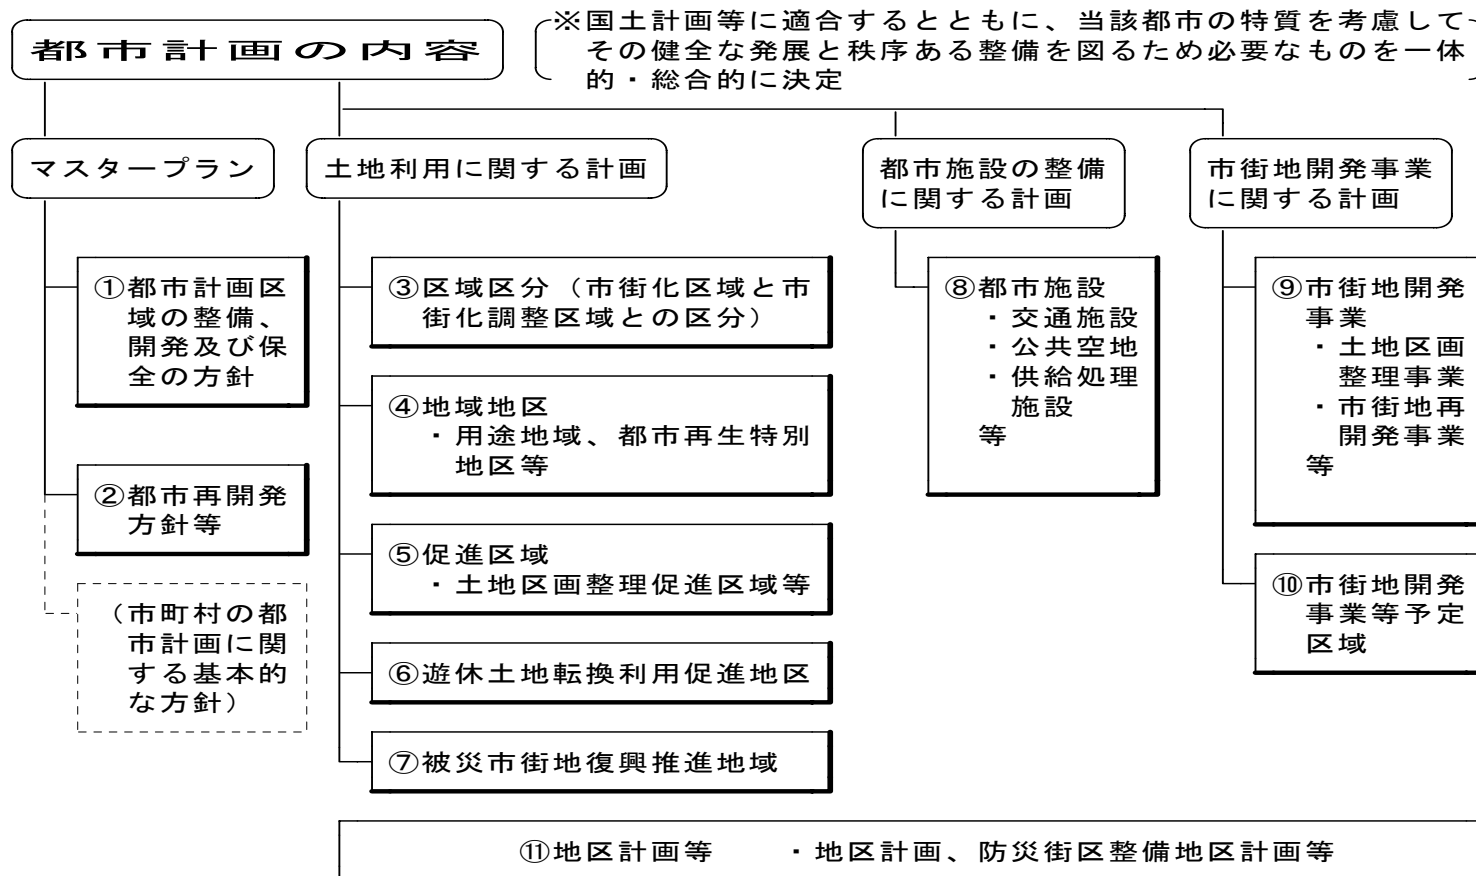 都市計画の内容
※国土計画等に適合するとともに、当該都市の特質を考慮して
その健全な発展と秩序ある整備を図るため必要なものを一体
的・総合的に決定
マスタープラン
土地利用に関する計画
都市施設の整備
に関する計画
市街地開発事業
に関する計画
①都市計画区
域の整備、
開発及び保
全の方針
②都市再開発
方針等
（市町村の都
市計画に関
する基本的
な方針）
③区域区分（市街化区域と市
街化調整区域との区分）
④地域地区
・用途地域、都市再生特別
地区等
⑤促進区域
・土地区画整理促進区域等
⑥遊休土地転換利用促進地区
⑦被災市街地復興推進地域
⑧都市施設
・交通施設
・公共空地
・供給処理
施設
等
⑨市街地開発
事業
・土地区画
整理事業
・市街地再
開発事業
等
⑩市街地開発
事業等予定
区域
⑪地区計画等　・地区計画、防災街区整備地区計画等